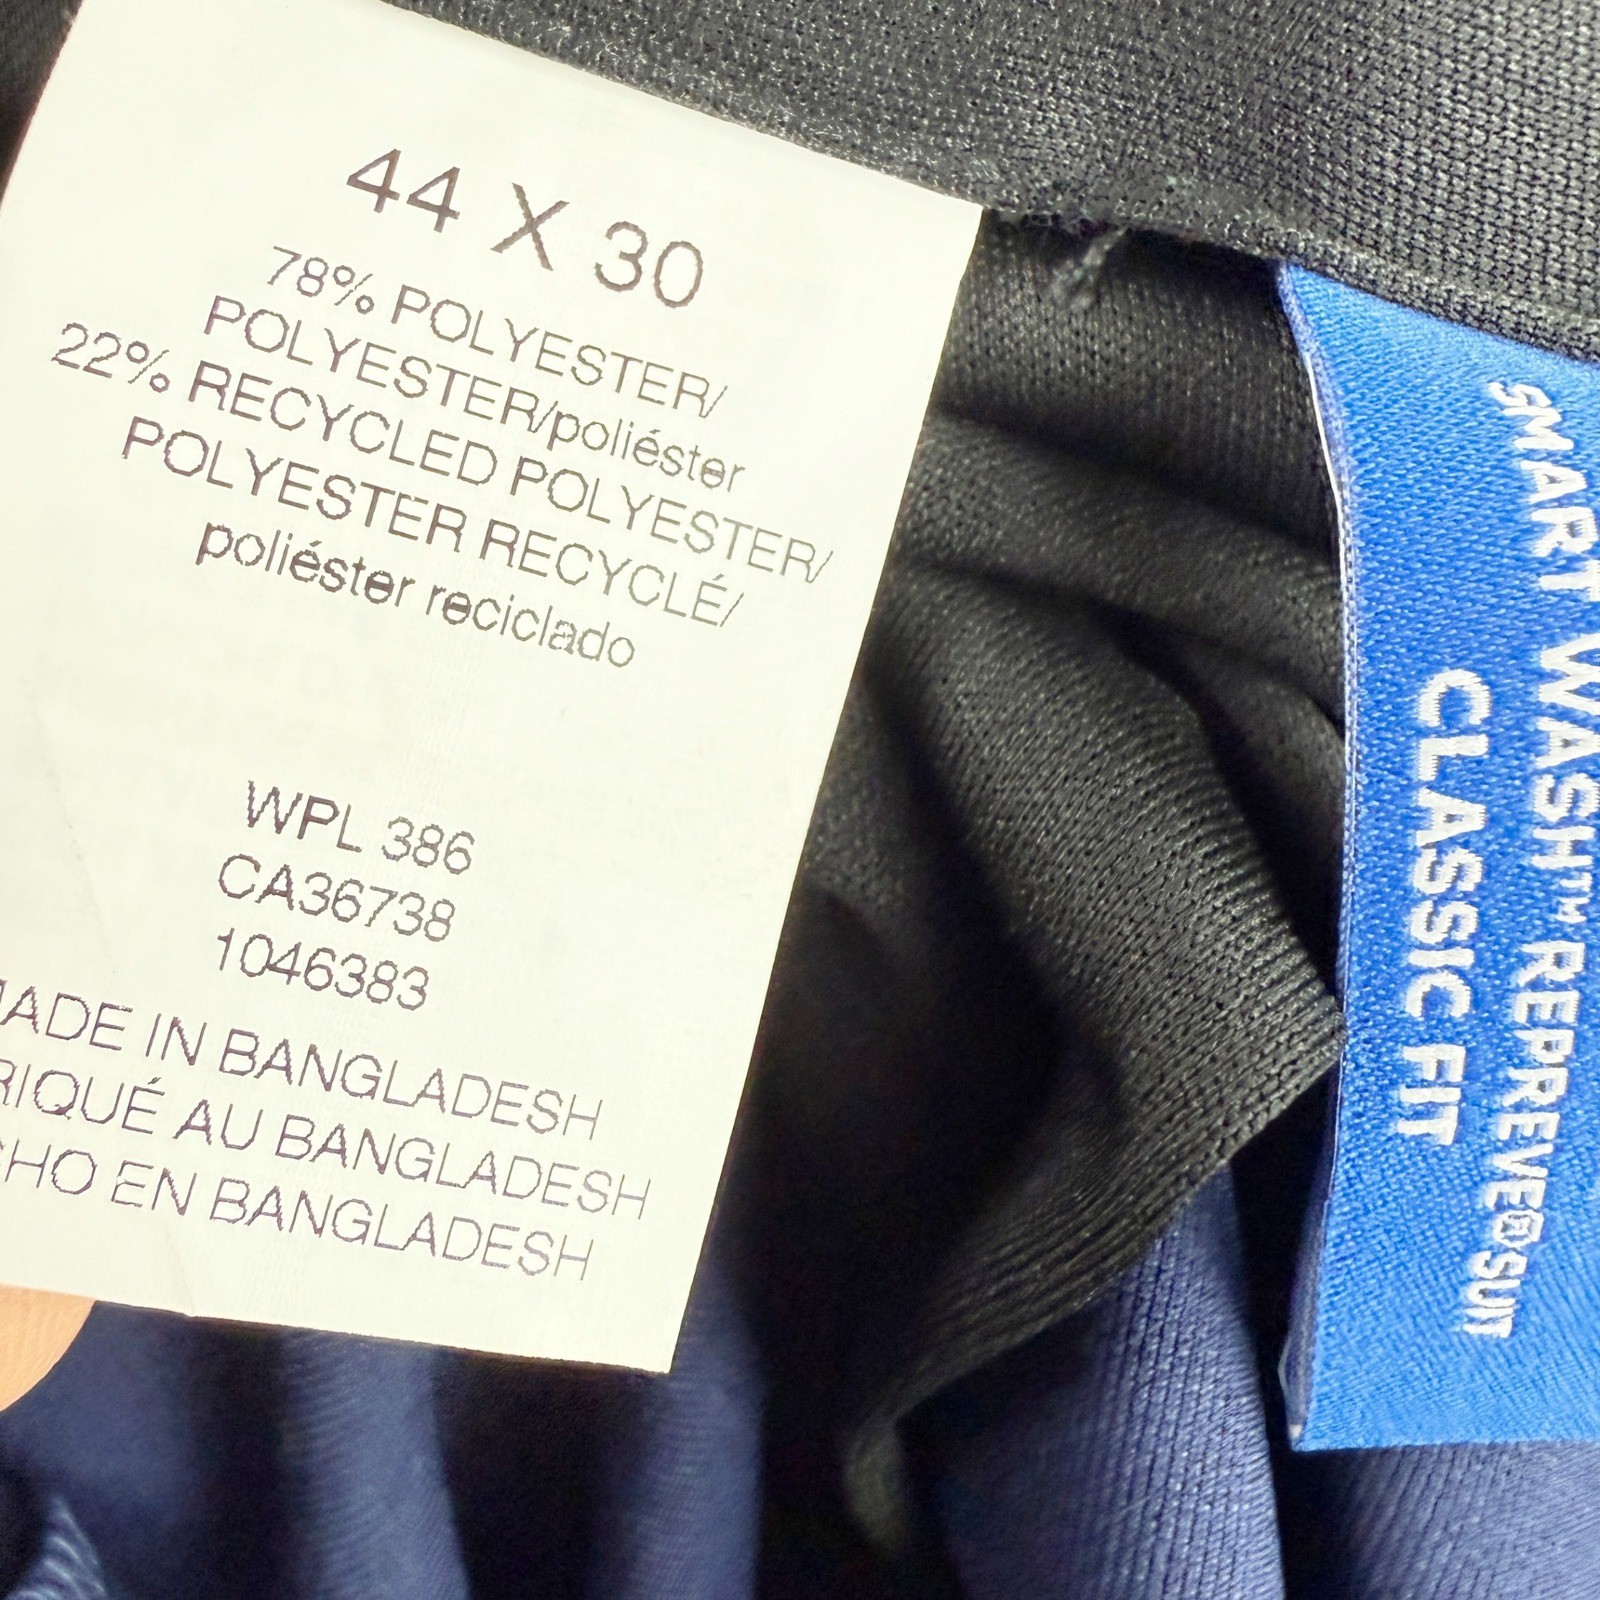 44 X 30
78% POLYESTER/
POLYESTER/poliéster
22% RECYCLED POLYESTER/
POLYESTER RECYCLÉ/
poliéster reciclado
WPL 386
CA36738
1046383
MADE IN BANGLADESH
RIQUÉ AU BANGLADESH
CHO EN BANGLADESH
SMART WASH™ REPREVE®SUIT
CLASSIC FIT